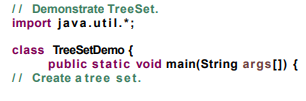 // Demonstrate TreeSet.
import java.util.*;
class TreeSetDemo {
public static void main(String args[]) {
// Create a tree set.